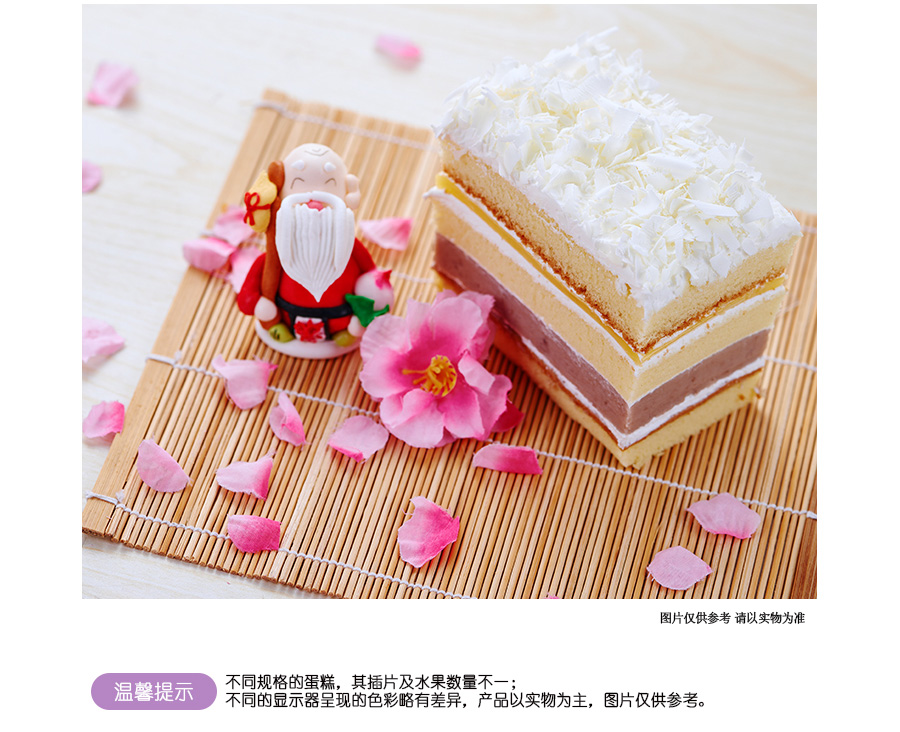 图片仅供参考 请以实物为准
温馨提示
不同规格的蛋糕，其插片及水果数量不一；
不同的显示器呈现的色彩略有差异，产品以实物为主，图片仅供参考。